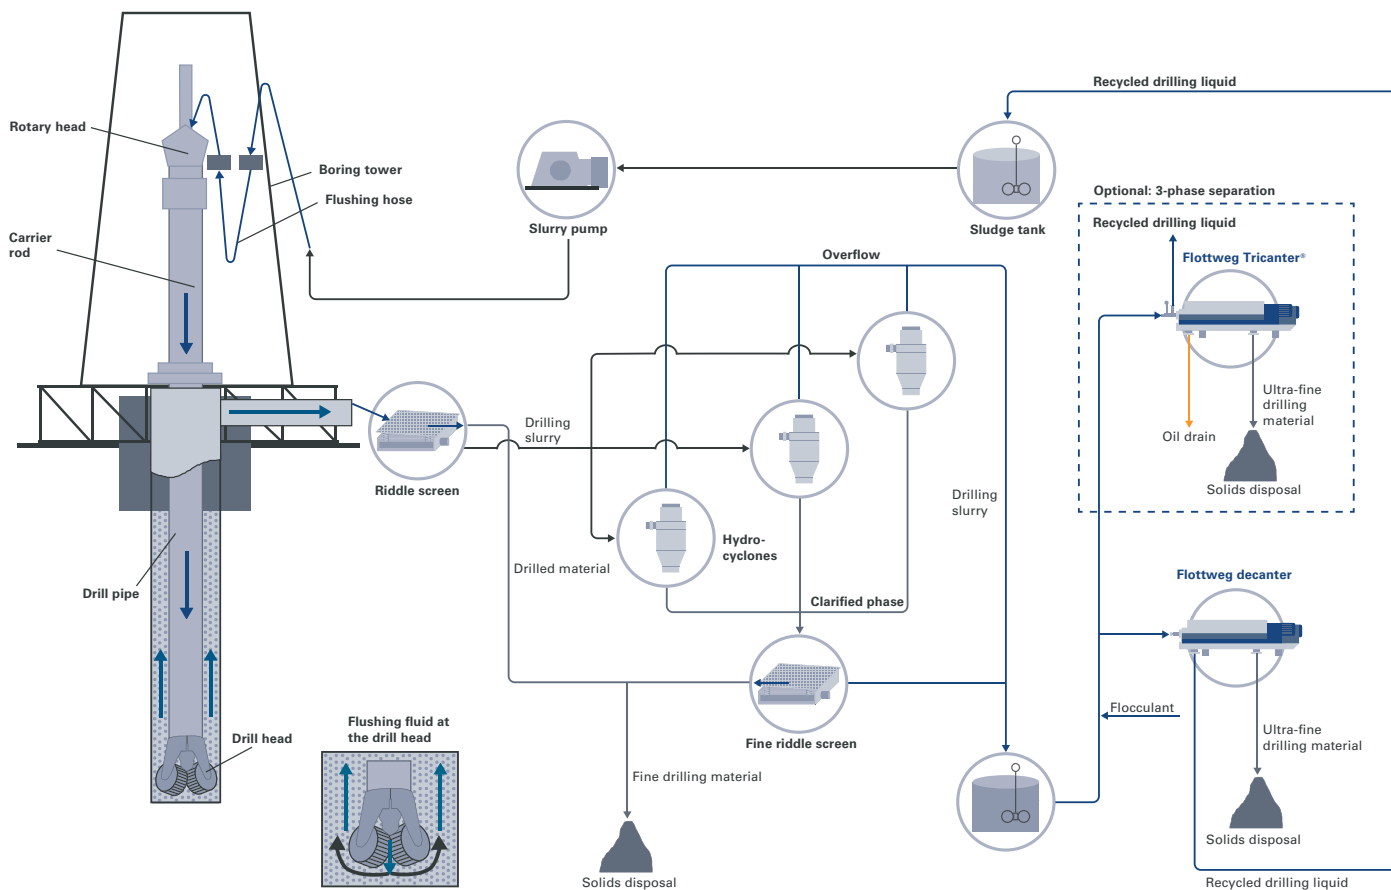 Recycled drilling liquid
Rotary head
Boring tower
Flushing hose
Carrier
rod
Slurry pump
Sludge tank
Optional: 3-phase separation
Recycled drilling liquid
Flottweg Tricanter®
Overflow
Ultra-fine
drilling
material
Oil drain
Solids disposal
Drilling
slurry
Riddle screen
Drilling
slurry
Hydro-
cyclones
Drilled material
Clarified phase
Flottweg decanter
Drill pipe
Flocculant
Drill head
Flushing fluid at
the drill head
Fine riddle screen
Ultra-fine
drilling material
Fine drilling material
Solids disposal
Solids disposal
Recycled drilling liquid